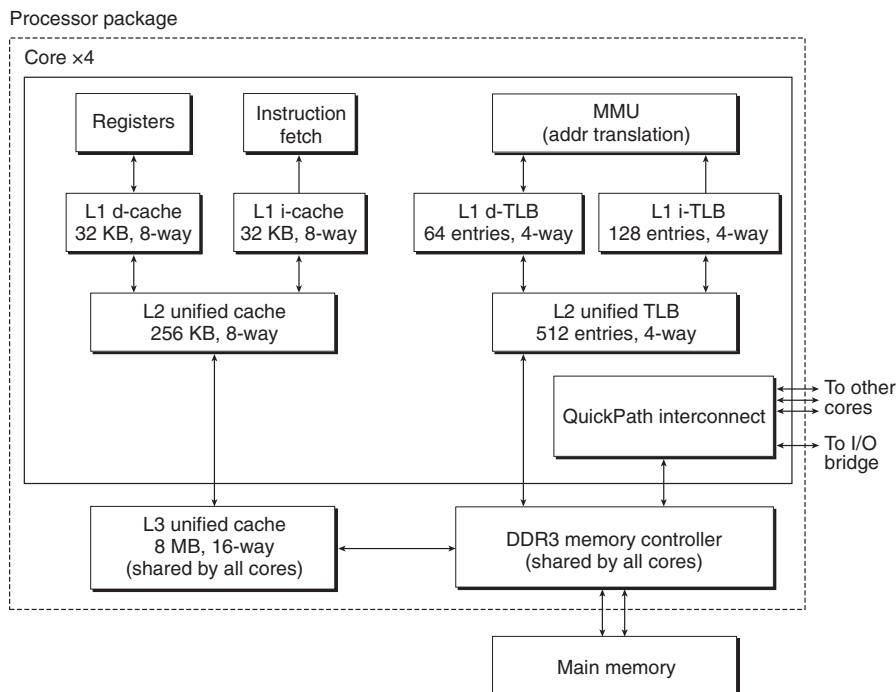 Processor package
Core ×4
Registers
Instruction
fetch
MMU
(addr translation)
L1 d-cache
32 KB, 8-way
L1 i-cache
32 KB, 8-way
L1 d-TLB
64 entries, 4-way
L1 i-TLB
128 entries, 4-way
L2 unified cache
256 KB, 8-way
L2 unified TLB
512 entries, 4-way
QuickPath interconnect
To other
cores
To I/O
bridge
L3 unified cache
8 MB, 16-way
(shared by all cores)
DDR3 memory controller
(shared by all cores)
Main memory